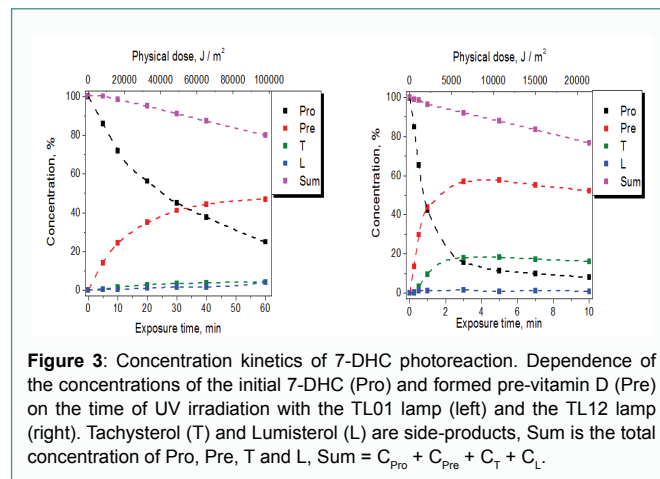 Physical dose, J / m²
0 20000 40000 60000 80000 100000
100
80
60
40
20
0
Concentration, %
Pro
Pre
T
L
Sum
0 10 20 30 40 50 60
Exposure time, min
Physical dose, J / m²
0 5000 10000 15000 20000
100
80
60
40
20
0
Concentration, %
Pro
Pre
T
L
Sum
0 2 4 6 8 10
Exposure time, min
Figure 3: Concentration kinetics of 7-DHC photoreaction. Dependence of
the concentrations of the initial 7-DHC (Pro) and formed pre-vitamin D (Pre)
on the time of UV irradiation with the TL01 lamp (left) and the TL12 lamp
(right). Tachysterol (T) and Lumisterol (L) are side-products, Sum is the total
concentration of Pro, Pre, T and L, Sum = C_Pro + C_Pre + C_T + C_L.